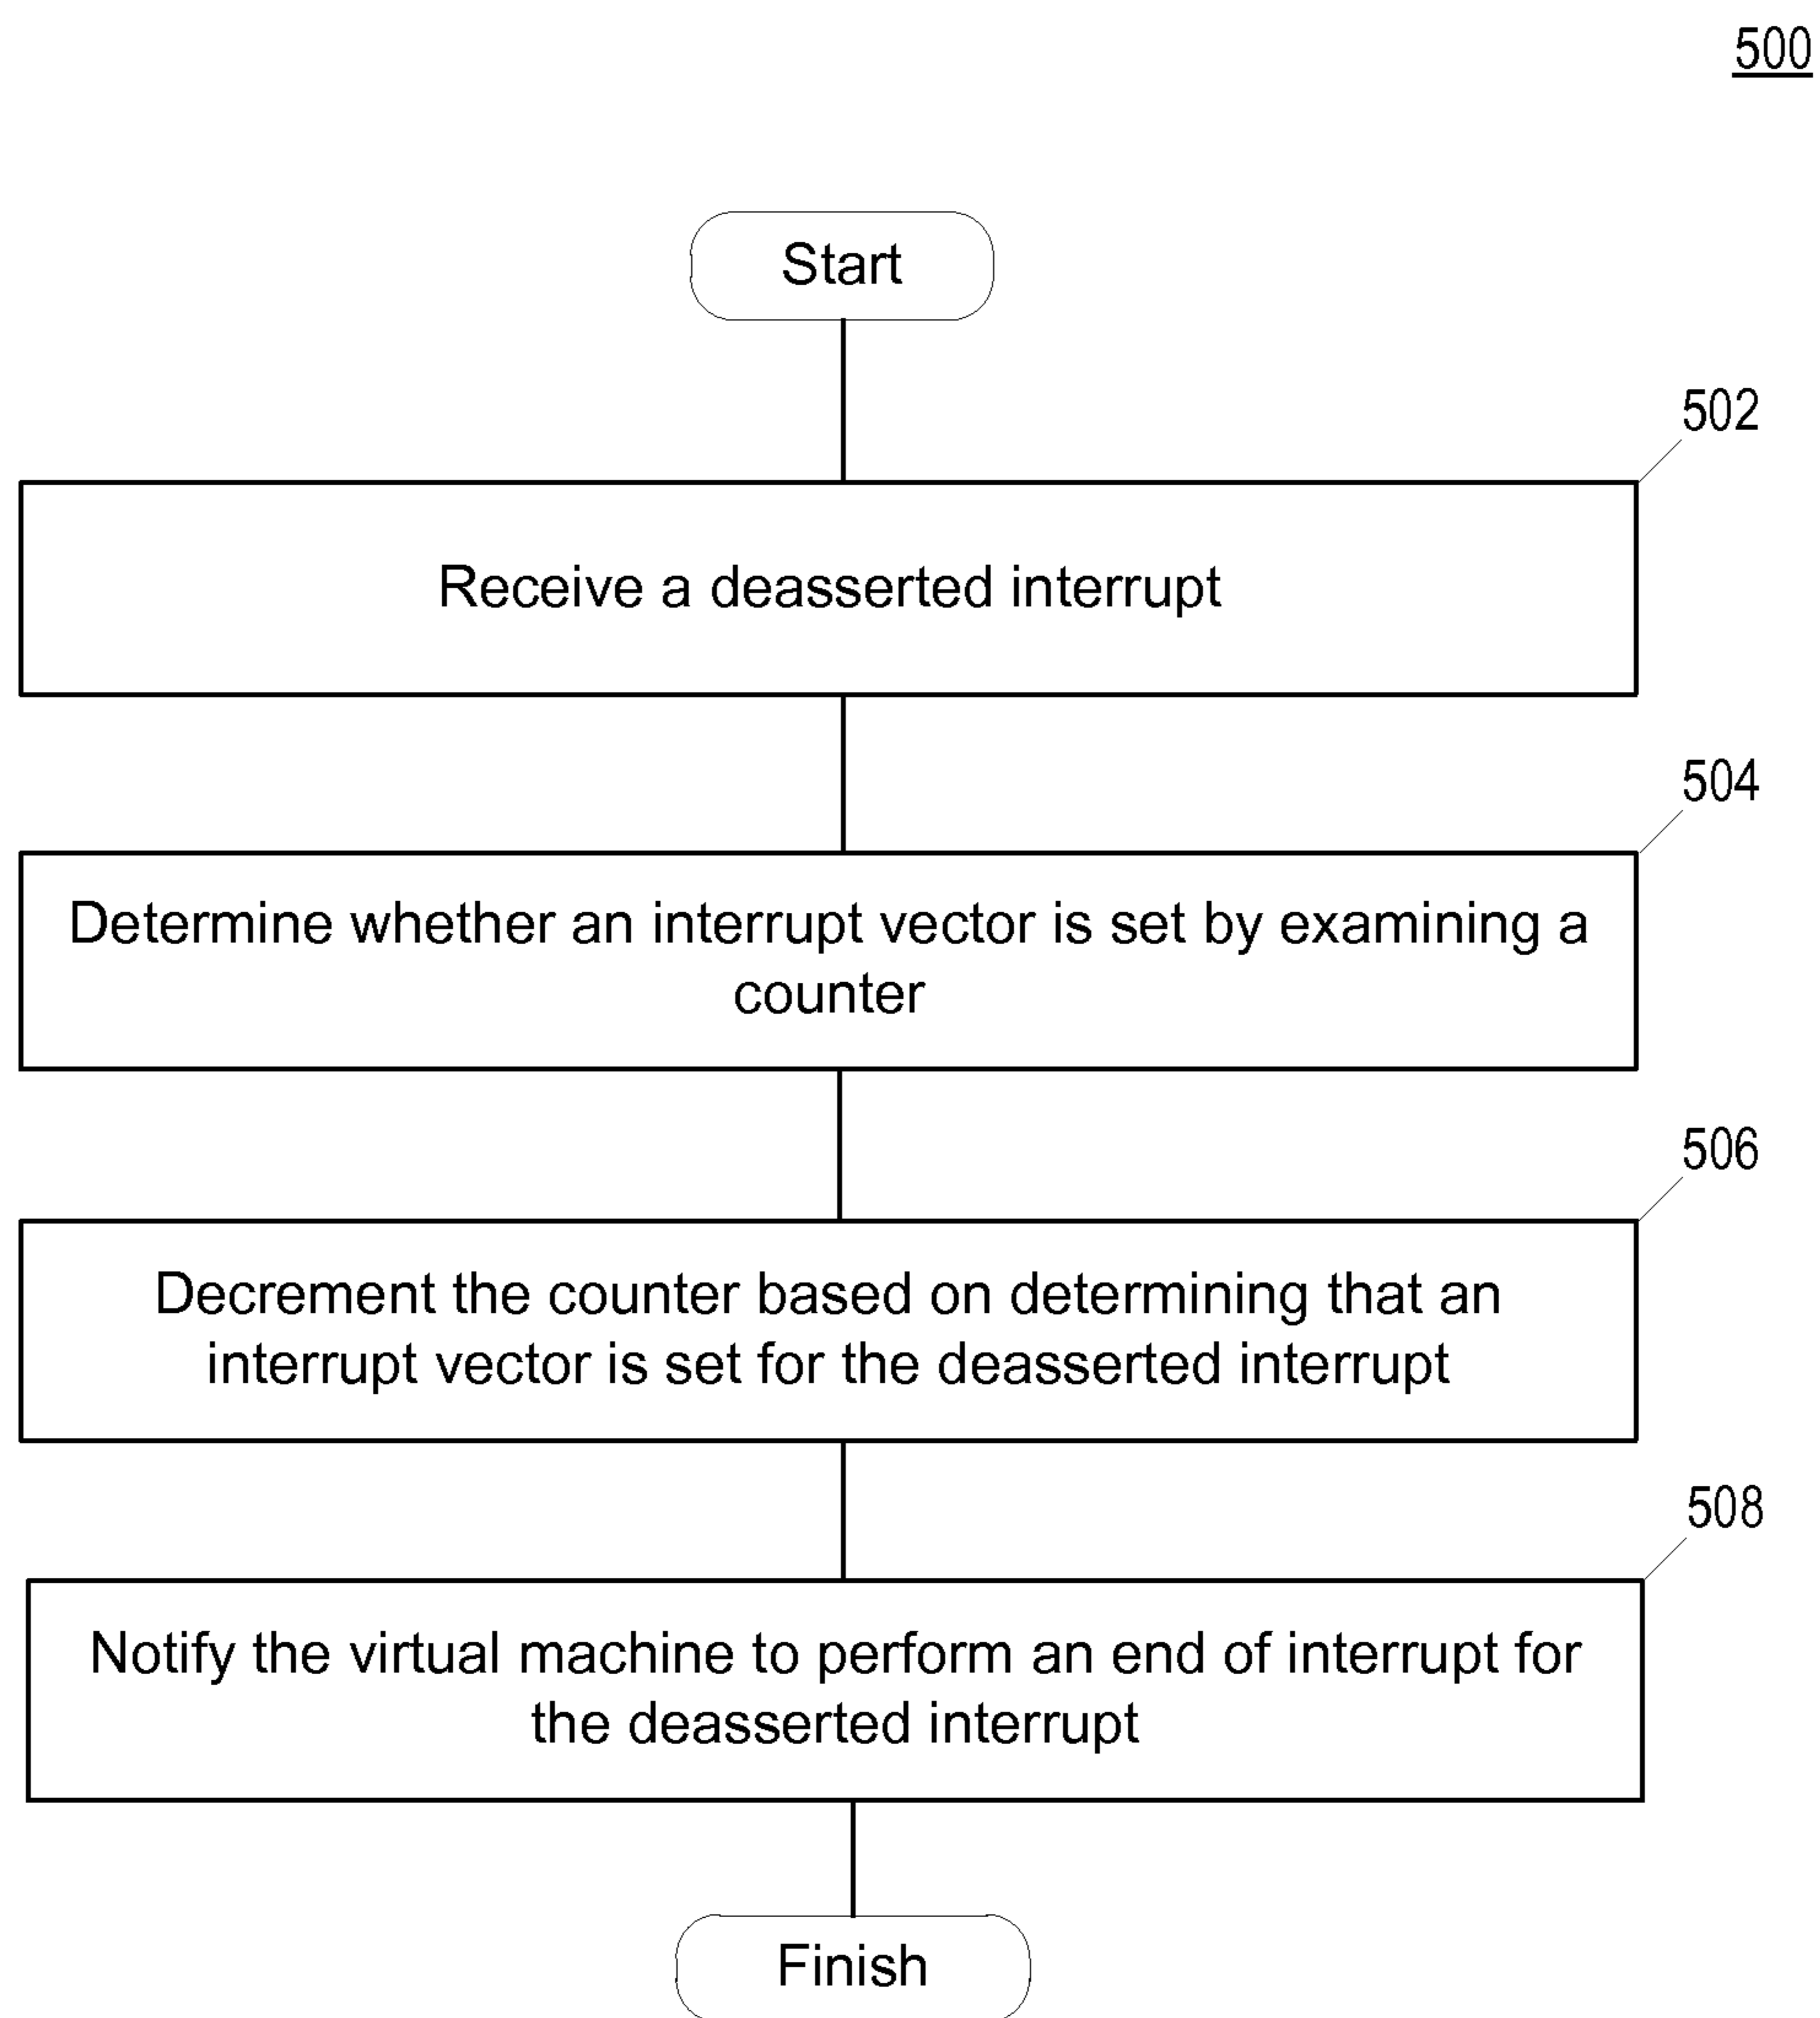 500
Start
502
Receive a deasserted interrupt
504
Determine whether an interrupt vector is set by examining a
counter
506
Decrement the counter based on determining that an
interrupt vector is set for the deasserted interrupt
508
Notify the virtual machine to perform an end of interrupt for
the deasserted interrupt
Finish